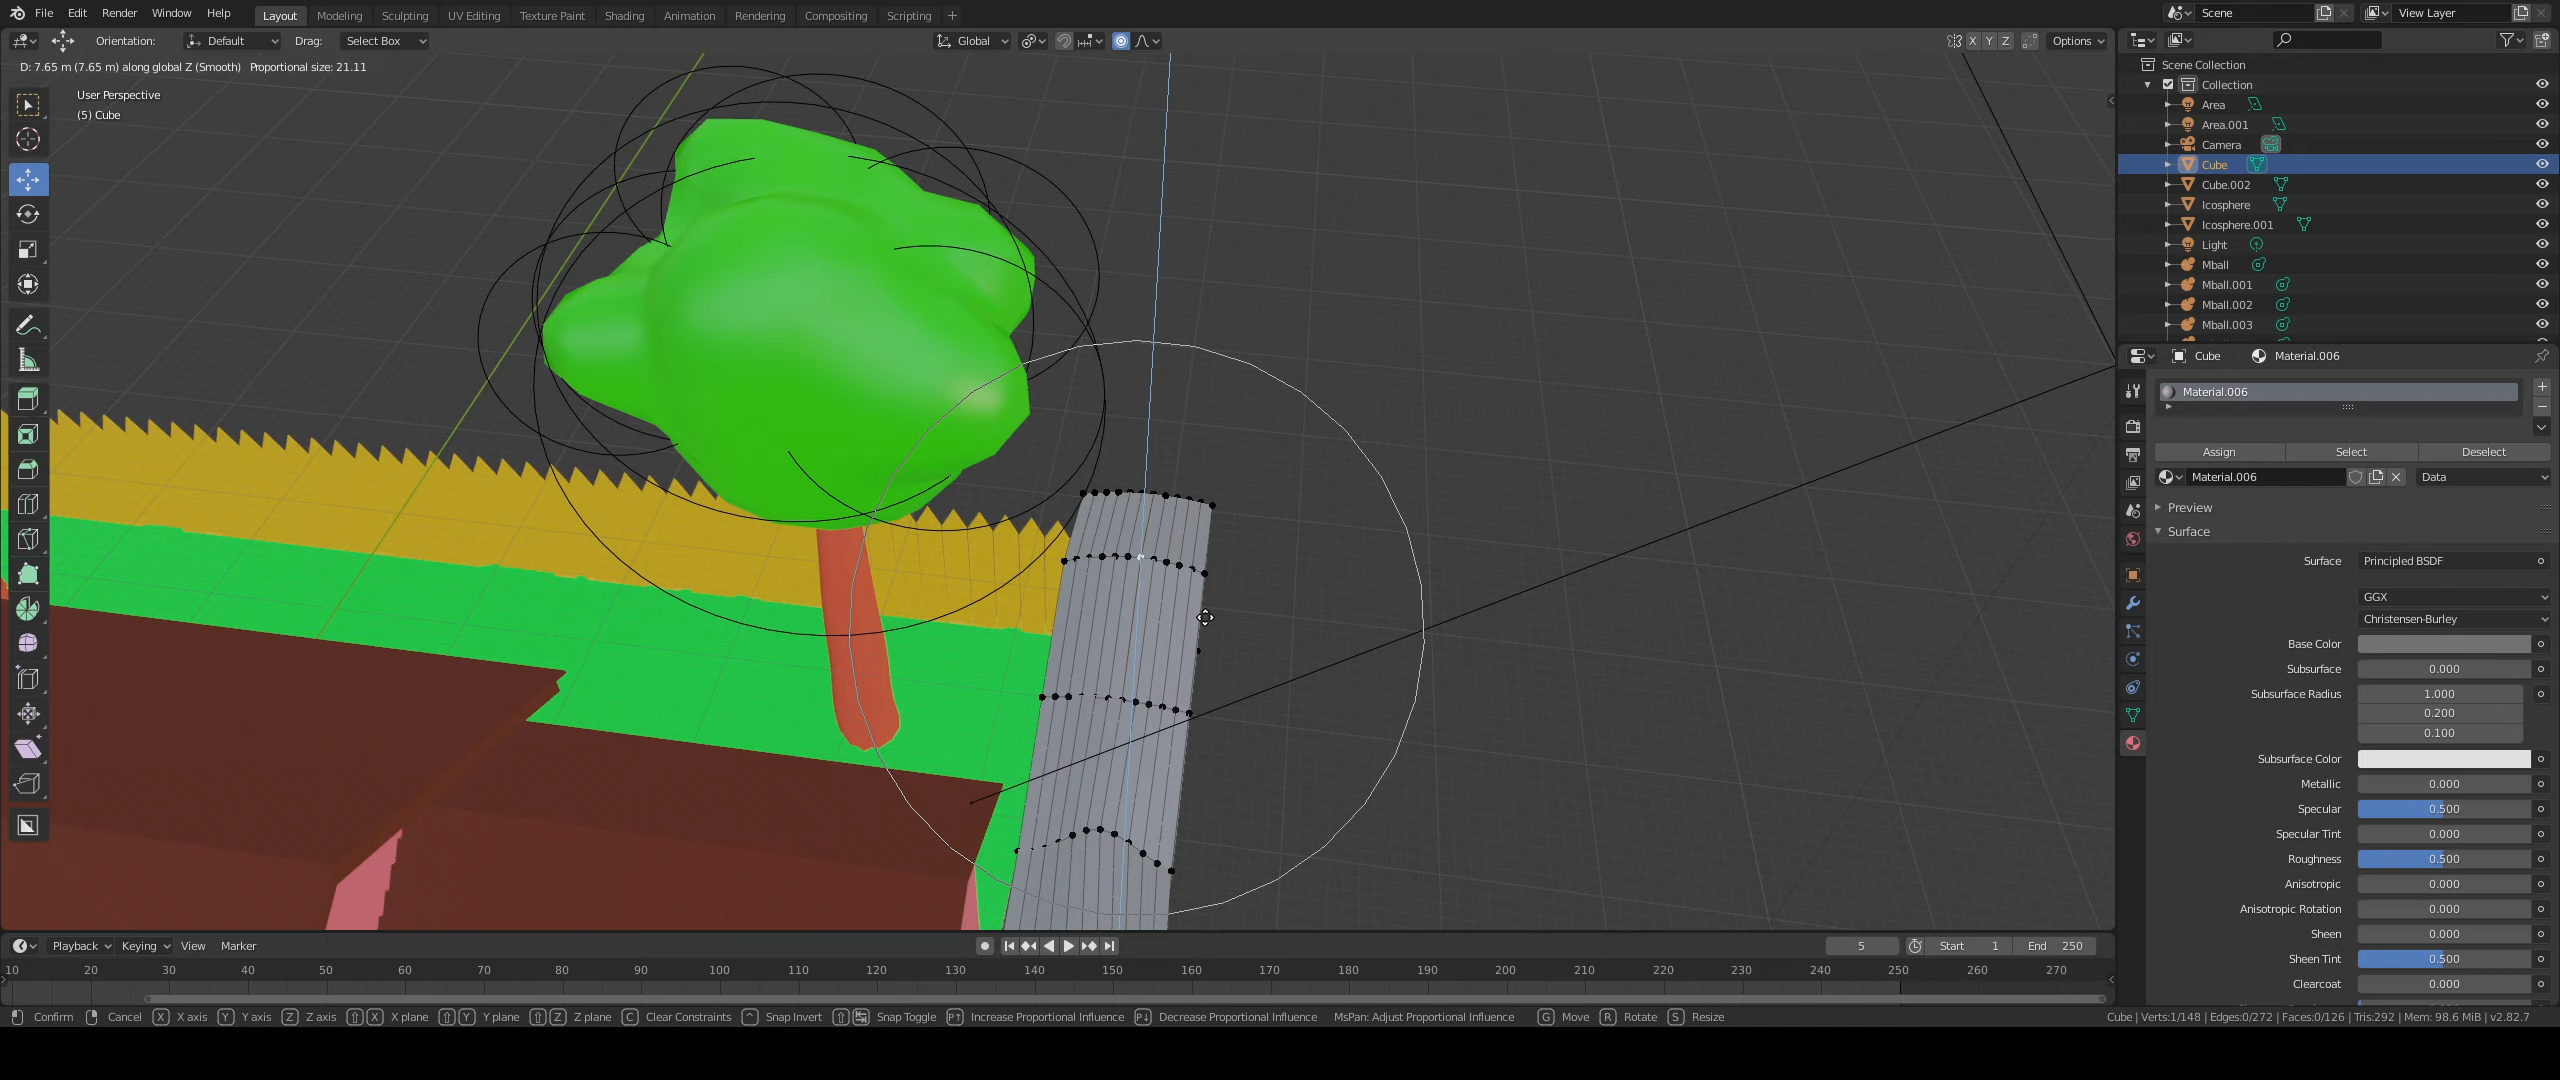 File Edit Render Window Help Layout Modeling Sculpting UV Editing Texture Paint Shading Animation Rendering Compositing Scripting + Scene View Layer
Orientation: Default Drag: Select Box Global X Y Z Options
D: 7.65 m (7.65 m) along global Z (Smooth) Proportional size: 21.11
User Perspective
(5) Cube
Scene Collection
Collection
Area
Area.001
Camera
Cube
Cube.002
Icosphere
Icosphere.001
Light
Mball
Mball.001
Mball.002
Mball.003
Cube Material.006
Material.006
Assign Select Deselect
Material.006 Data
Preview
Surface
Surface Principled BSDF
GGX
Christensen-Burley
Base Color
Subsurface 0.000
Subsurface Radius 1.000
0.200
0.100
Subsurface Color
Metallic 0.000
Specular 0.500
Specular Tint 0.000
Roughness 0.500
Anisotropic 0.000
Anisotropic Rotation 0.000
Sheen 0.000
Sheen Tint 0.500
Clearcoat 0.000
Playback Keying View Marker 5 Start 1 End 250
10 20 30 40 50 60 70 80 90 100 110 120 130 140 150 160 170 180 190 200 210 220 230 240 250 260 270
Confirm Cancel X X axis Y Y axis Z Z axis X X plane Y Y plane Z Z plane C Clear Constraints ^ Snap Invert Snap Toggle P↑ Increase Proportional Influence P↓ Decrease Proportional Influence MsPan: Adjust Proportional Influence G Move R Rotate S Resize Cube | Verts:1/148 | Edges:0/272 | Faces:0/126 | Tris:292 | Mem: 98.6 MiB | v2.82.7